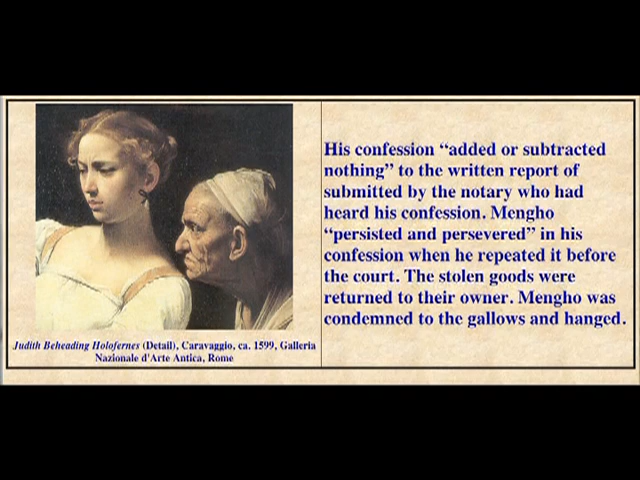 His confession “added or subtracted
nothing” to the written report of
submitted by the notary who had
heard his confession. Mengho
“persisted and persevered” in his
confession when he repeated it before
the court. The stolen goods were
returned to their owner. Mengho was
condemned to the gallows and hanged.
Judith Beheading Holofernes (Detail), Caravaggio, ca. 1599, Galleria
Nazionale d'Arte Antica, Rome